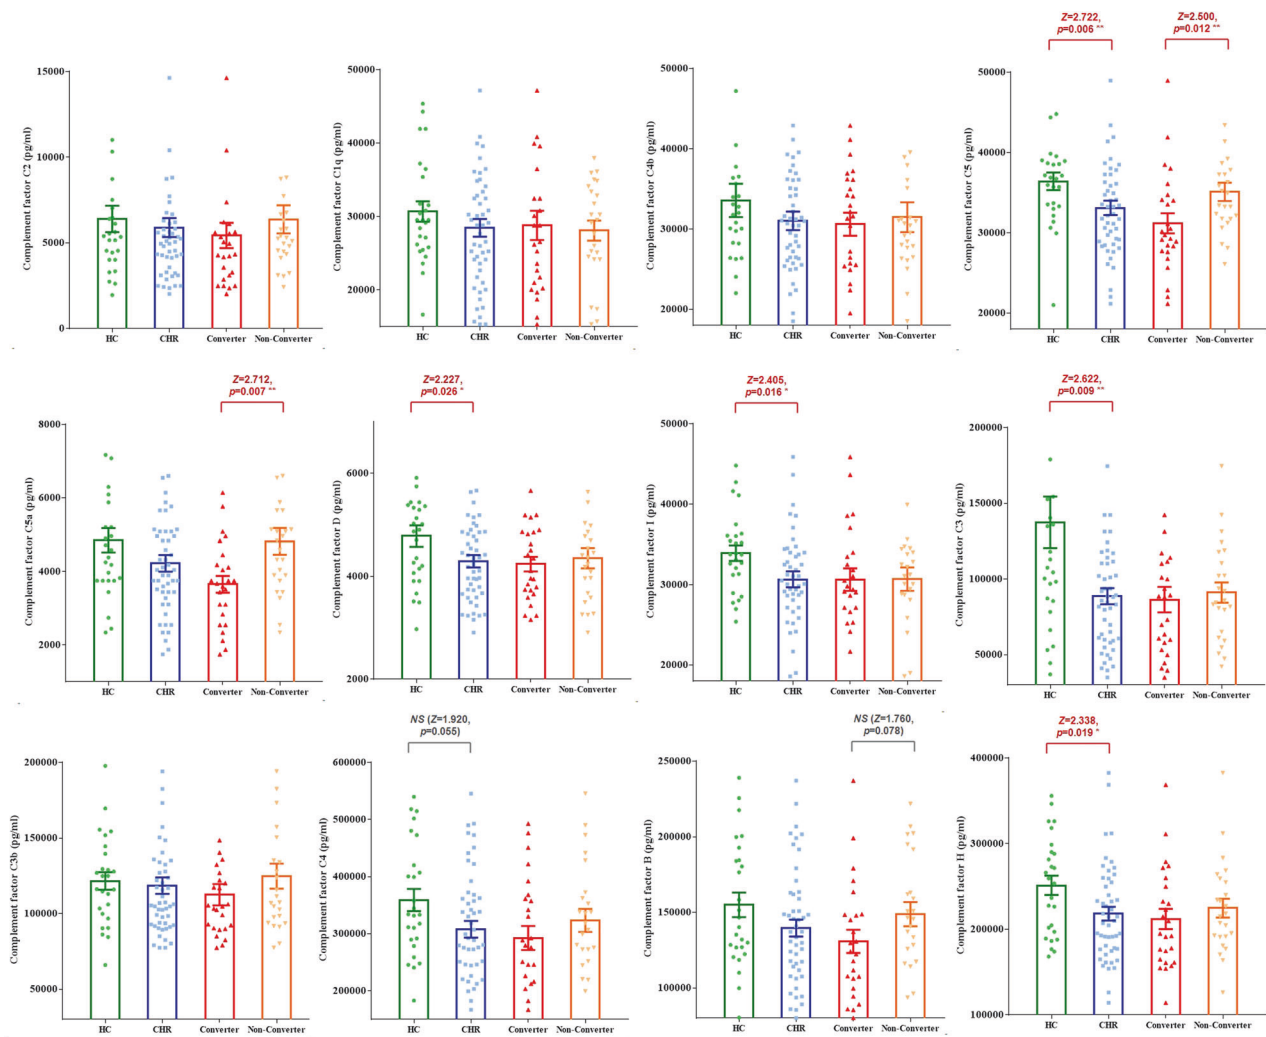 Z=2.722,
p=0.006 **
Z=2.500,
p=0.012 **
Complement factor C2 (pg/ml)
15000
10000
5000
0
HC CHR Converter Non-Converter
Complement factor C1q (pg/ml)
50000
40000
30000
20000
HC CHR Converter Non-Converter
Complement factor C4b (pg/ml)
50000
40000
30000
20000
HC CHR Converter Non-Converter
Complement factor C5 (pg/ml)
50000
40000
30000
20000
HC CHR Converter Non-Converter
Z=2.712,
p=0.007 **
Complement factor C5a (pg/ml)
8000
6000
4000
2000
HC CHR Converter Non-Converter
Z=2.227,
p=0.026 *
Complement factor D (pg/ml)
6000
4000
2000
HC CHR Converter Non-Converter
Z=2.405,
p=0.016 *
Complement factor I (pg/ml)
50000
40000
30000
20000
HC CHR Converter Non-Converter
Z=2.622,
p=0.009 **
Complement factor C3 (pg/ml)
200000
150000
100000
50000
HC CHR Converter Non-Converter
Complement factor C3b (pg/ml)
200000
150000
100000
50000
HC CHR Converter Non-Converter
NS (Z=1.920,
p=0.055)
Complement factor C4 (pg/ml)
600000
500000
400000
300000
200000
HC CHR Converter Non-Converter
NS (Z=1.760,
p=0.078)
Complement factor B (pg/ml)
250000
200000
150000
100000
HC CHR Converter Non-Converter
Z=2.338,
p=0.019 *
Complement factor H (pg/ml)
400000
300000
200000
100000
HC CHR Converter Non-Converter